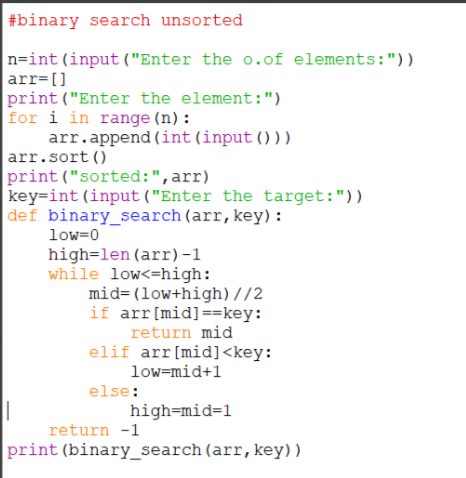 #binary search unsorted
n=int(input("Enter the o.of elements:"))
arr=[]
print("Enter the element:")
for i in range(n):
    arr.append(int(input()))
arr.sort()
print("sorted:",arr)
key=int(input("Enter the target:"))
def binary_search(arr,key):
    low=0
    high=len(arr)-1
    while low<=high:
        mid=(low+high)//2
        if arr[mid]==key:
            return mid
        elif arr[mid]<key:
            low=mid+1
        else:
            high=mid=1
    return -1
print(binary_search(arr,key))